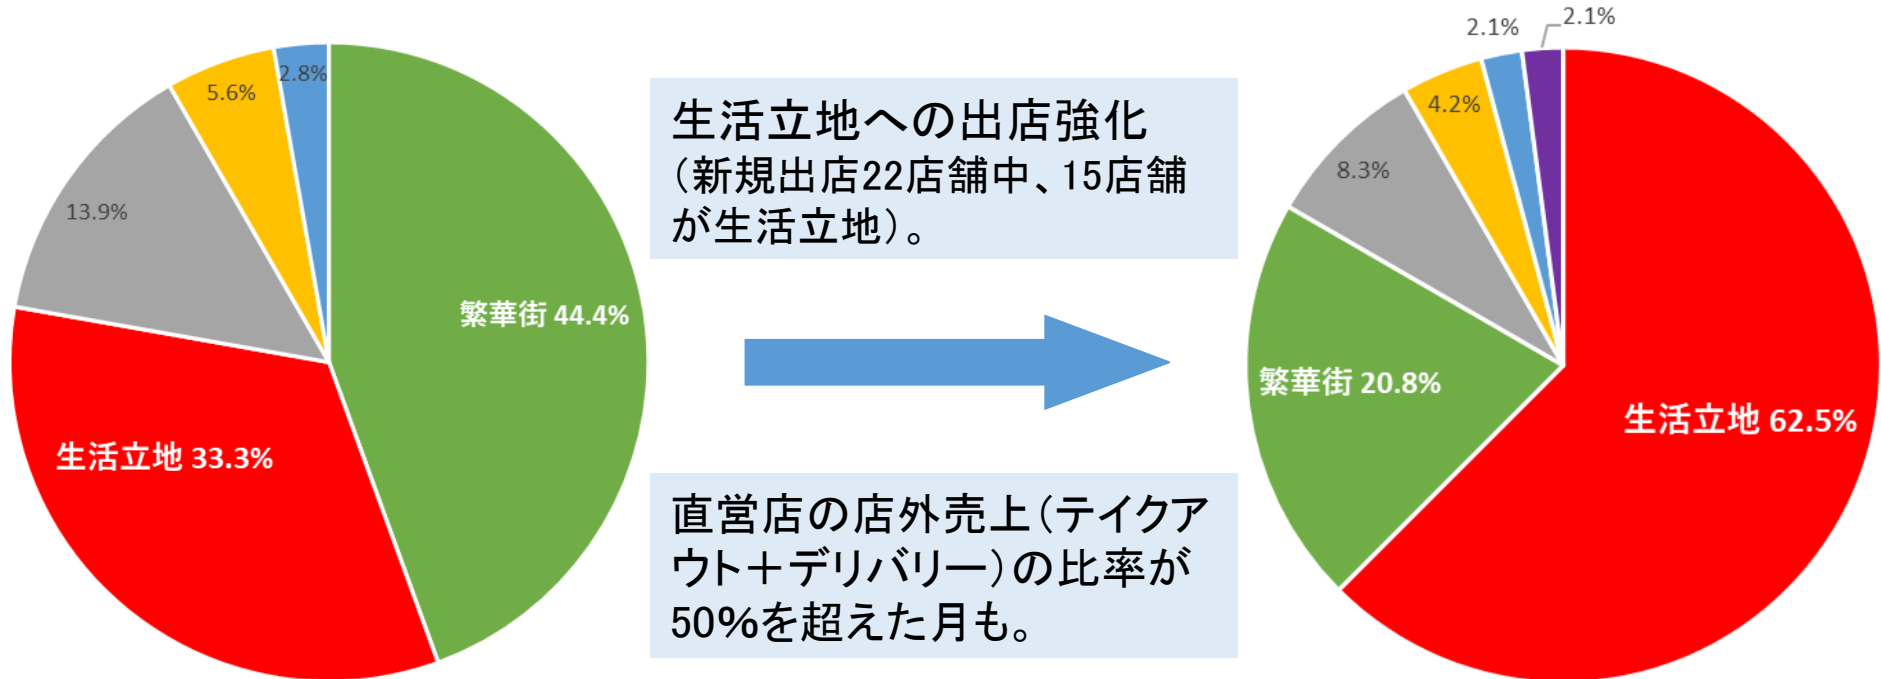 2.8%
5.6%
13.9%
繁華街 44.4%
生活立地 33.3%
生活立地への出店強化
（新規出店22店舗中、15店舗
が生活立地）。
直営店の店外売上（テイクア
ウト＋デリバリー）の比率が
50%を超えた月も。
2.1%
2.1%
4.2%
8.3%
繁華街 20.8%
生活立地 62.5%